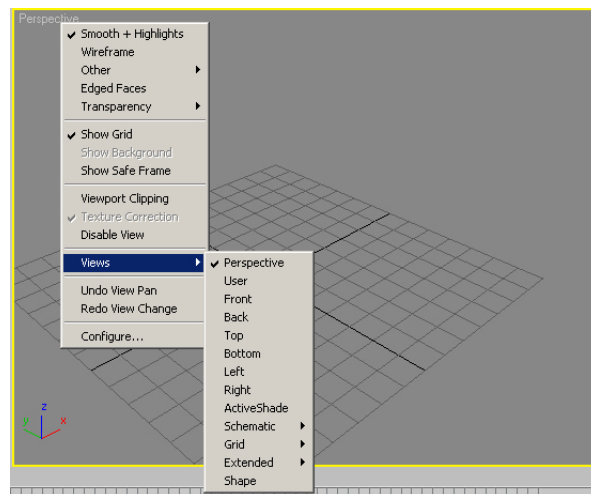 Perspective
Smooth + Highlights
Wireframe
Other
Edged Faces
Transparency
Show Grid
Show Background
Show Safe Frame
Viewport Clipping
Texture Correction
Disable View
Views
Undo View Pan
Redo View Change
Configure...
Perspective
User
Front
Back
Top
Bottom
Left
Right
ActiveShade
Schematic
Grid
Extended
Shape
z
y
x